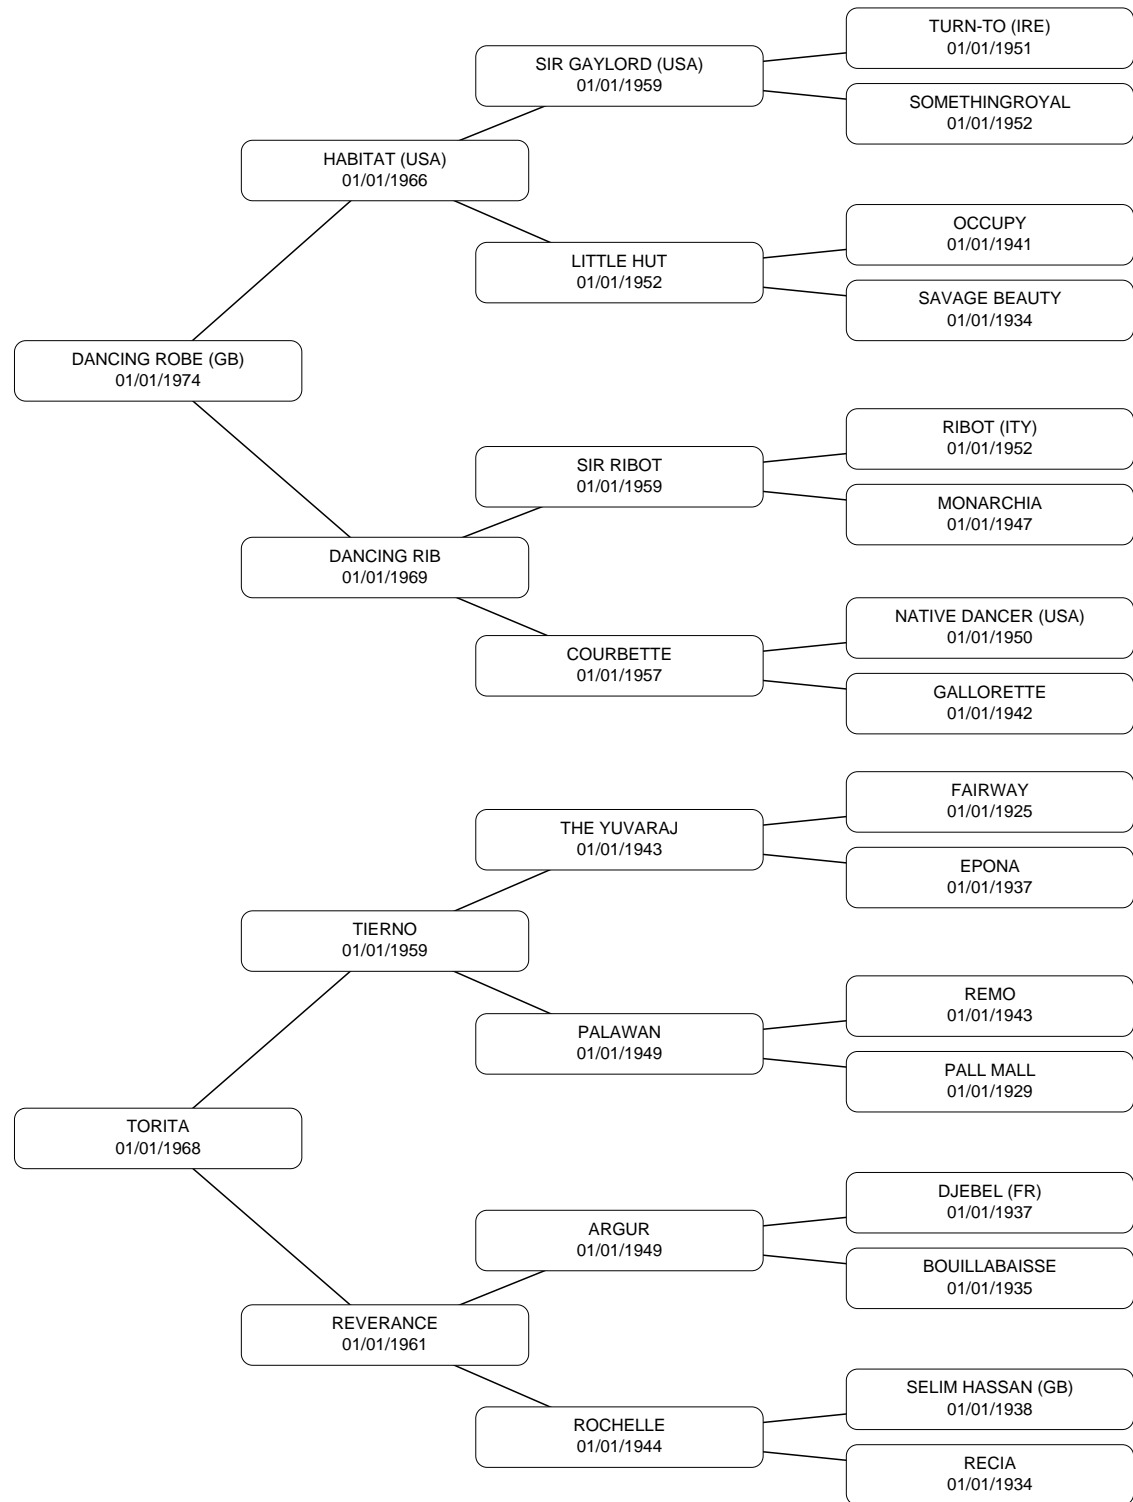 TURN-TO (IRE)
01/01/1951
SIR GAYLORD (USA)
01/01/1959
SOMETHINGROYAL
01/01/1952
HABITAT (USA)
01/01/1966
OCCUPY
01/01/1941
LITTLE HUT
01/01/1952
SAVAGE BEAUTY
01/01/1934
DANCING ROBE (GB)
01/01/1974
RIBOT (ITY)
01/01/1952
SIR RIBOT
01/01/1959
MONARCHIA
01/01/1947
DANCING RIB
01/01/1969
NATIVE DANCER (USA)
01/01/1950
COURBETTE
01/01/1957
GALLORETTE
01/01/1942
FAIRWAY
01/01/1925
THE YUVARAJ
01/01/1943
EPONA
01/01/1937
TIERNO
01/01/1959
REMO
01/01/1943
PALAWAN
01/01/1949
PALL MALL
01/01/1929
TORITA
01/01/1968
DJEBEL (FR)
01/01/1937
ARGUR
01/01/1949
BOUILLABAISSE
01/01/1935
REVERANCE
01/01/1961
SELIM HASSAN (GB)
01/01/1938
ROCHELLE
01/01/1944
RECIA
01/01/1934